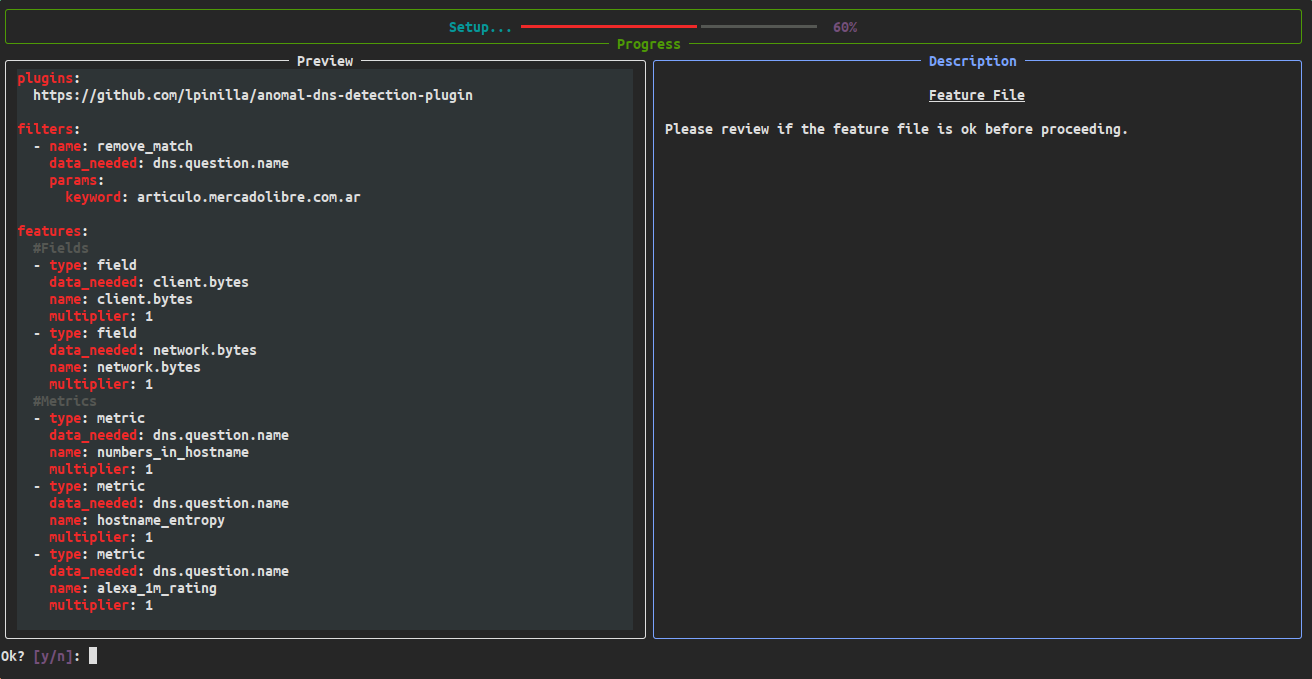 Setup... 60%
Progress
Preview
plugins:
  https://github.com/lpinilla/anomal-dns-detection-plugin
filters:
  - name: remove_match
    data_needed: dns.question.name
    params:
      keyword: articulo.mercadolibre.com.ar
features:
  #Fields
  - type: field
    data_needed: client.bytes
    name: client.bytes
    multiplier: 1
  - type: field
    data_needed: network.bytes
    name: network.bytes
    multiplier: 1
  #Metrics
  - type: metric
    data_needed: dns.question.name
    name: numbers_in_hostname
    multiplier: 1
  - type: metric
    data_needed: dns.question.name
    name: hostname_entropy
    multiplier: 1
  - type: metric
    data_needed: dns.question.name
    name: alexa_1m_rating
    multiplier: 1
Description
Feature File
Please review if the feature file is ok before proceeding.
Ok? [y/n]: